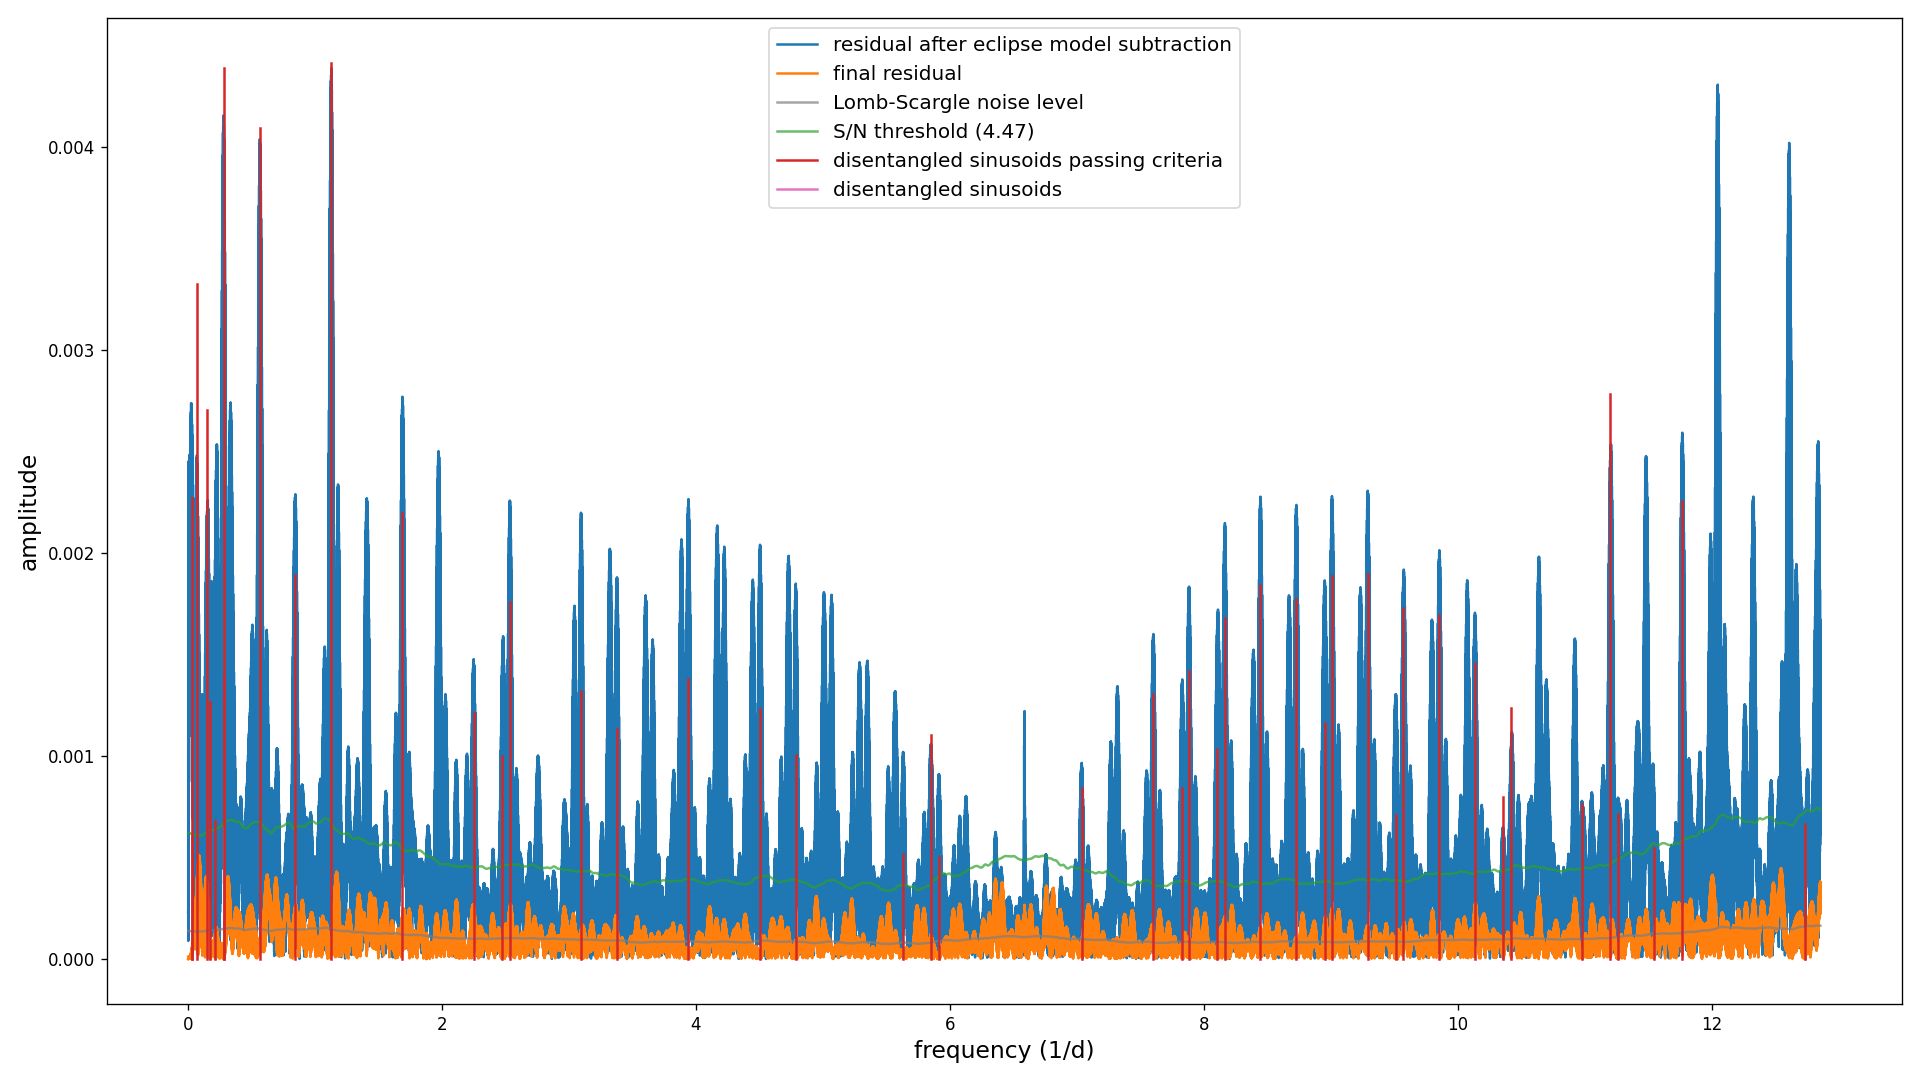 residual after eclipse model subtraction
final residual
Lomb-Scargle noise level
S/N threshold (4.47)
disentangled sinusoids passing criteria
disentangled sinusoids
amplitude
0.004
0.003
0.002
0.001
0.000
0 2 4 6 8 10 12
frequency (1/d)